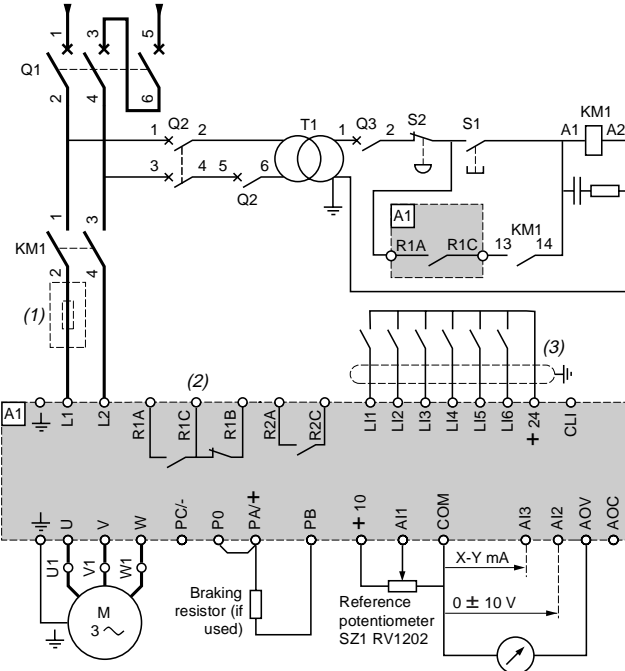 1
3
5
Q1
2
4
6
1 Q2 2
3 4 5 6
Q2
T1
1 Q3 2
S2
S1
KM1
A1 A2
A1
R1A R1C
KM1
13 14
1
3
KM1
2
4
(1)
(2)
(3)
A1
L1
L2
R1A
R1C
R1B
R2A
R2C
LI1
LI2
LI3
LI4
LI5
LI6
+ 24
CLI
U
V
W
PC/-
P0
PA/+
PB
+ 10
AI1
COM
AI3
AI2
AOV
AOC
U1
V1
W1
M
3
Braking
resistor (if
used)
Reference
potentiometer
SZ1 RV1202
X-Y mA
0 ± 10 V